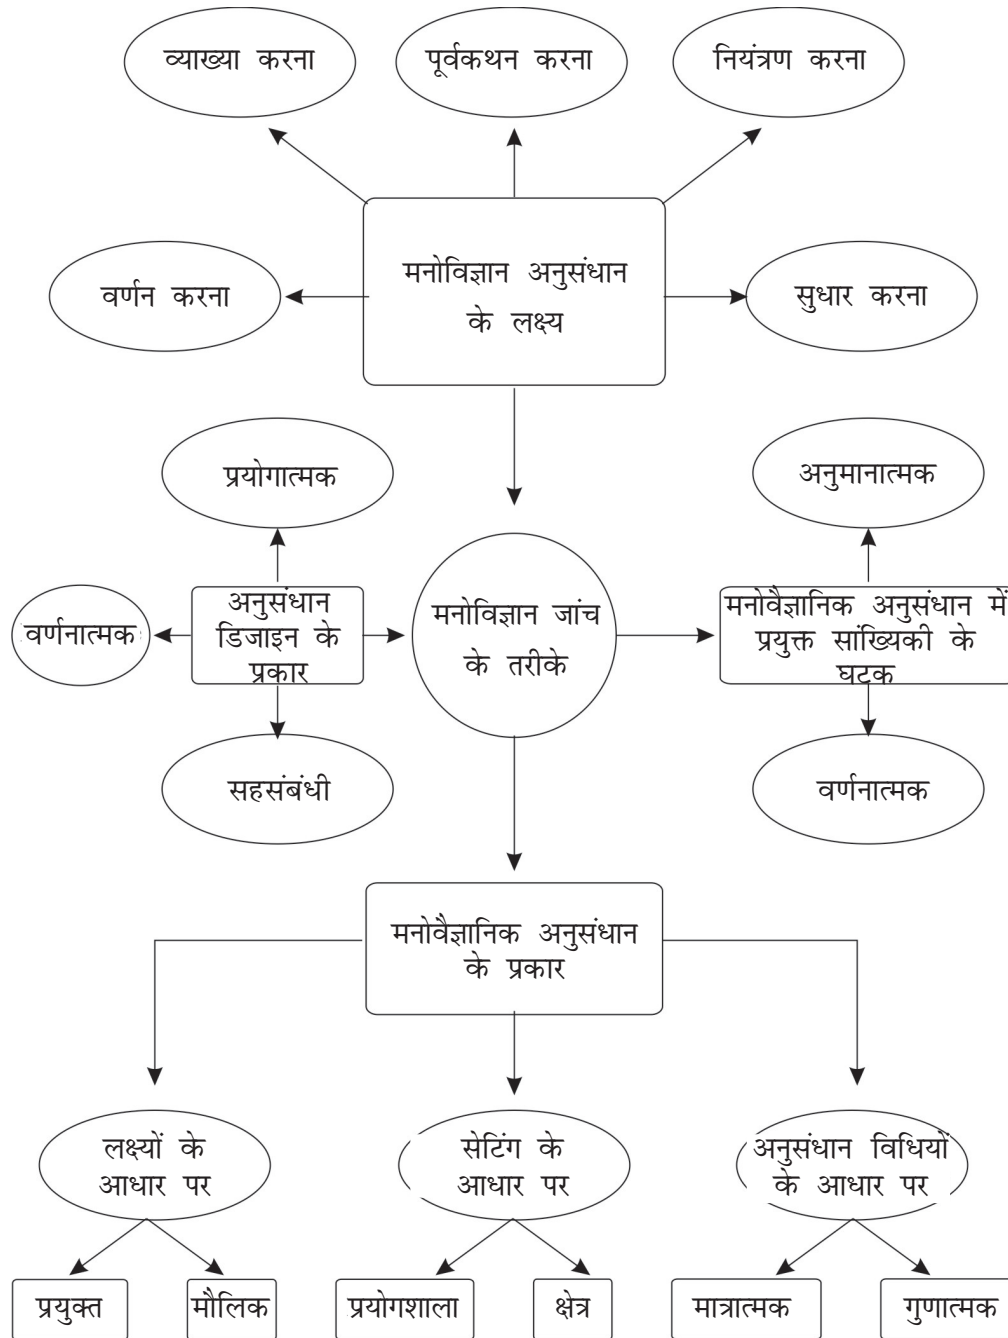 व्याख्या करना
पूर्वकथन करना
नियंत्रण करना
मनोविज्ञान अनुसंधान
के लक्ष्य
वर्णन करना
सुधार करना
प्रयोगात्मक
अनुमानात्मक
वर्णनात्मक
अनुसंधान
डिजाइन के
प्रकार
मनोविज्ञान जांच
के तरीके
मनोवैज्ञानिक अनुसंधान में
प्रयुक्त सांख्यिकी के
घटक
सहसंबंधी
वर्णनात्मक
मनोवैज्ञानिक अनुसंधान
के प्रकार
लक्ष्यों के
आधार पर
सेटिंग के
आधार पर
अनुसंधान विधियों
के आधार पर
प्रयुक्त
मौलिक
प्रयोगशाला
क्षेत्र
मात्रात्मक
गुणात्मक